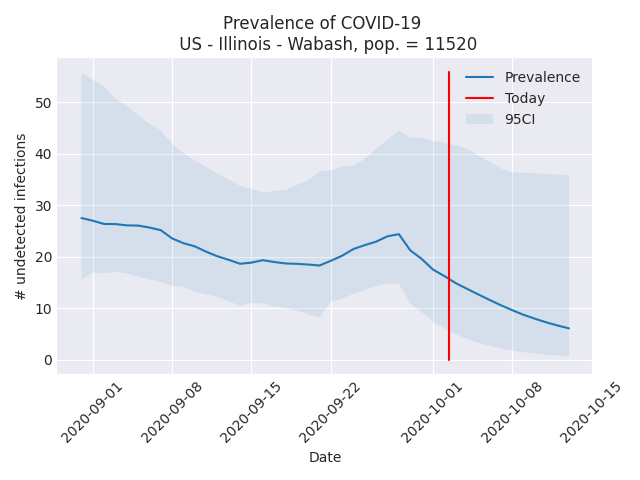 Prevalence of COVID-19
US - Illinois - Wabash, pop. = 11520
Prevalence
Today
95CI
50
40
30
20
10
0
# undetected infections
2020-09-01
2020-09-08
2020-09-15
2020-09-22
2020-10-01
2020-10-08
2020-10-15
Date